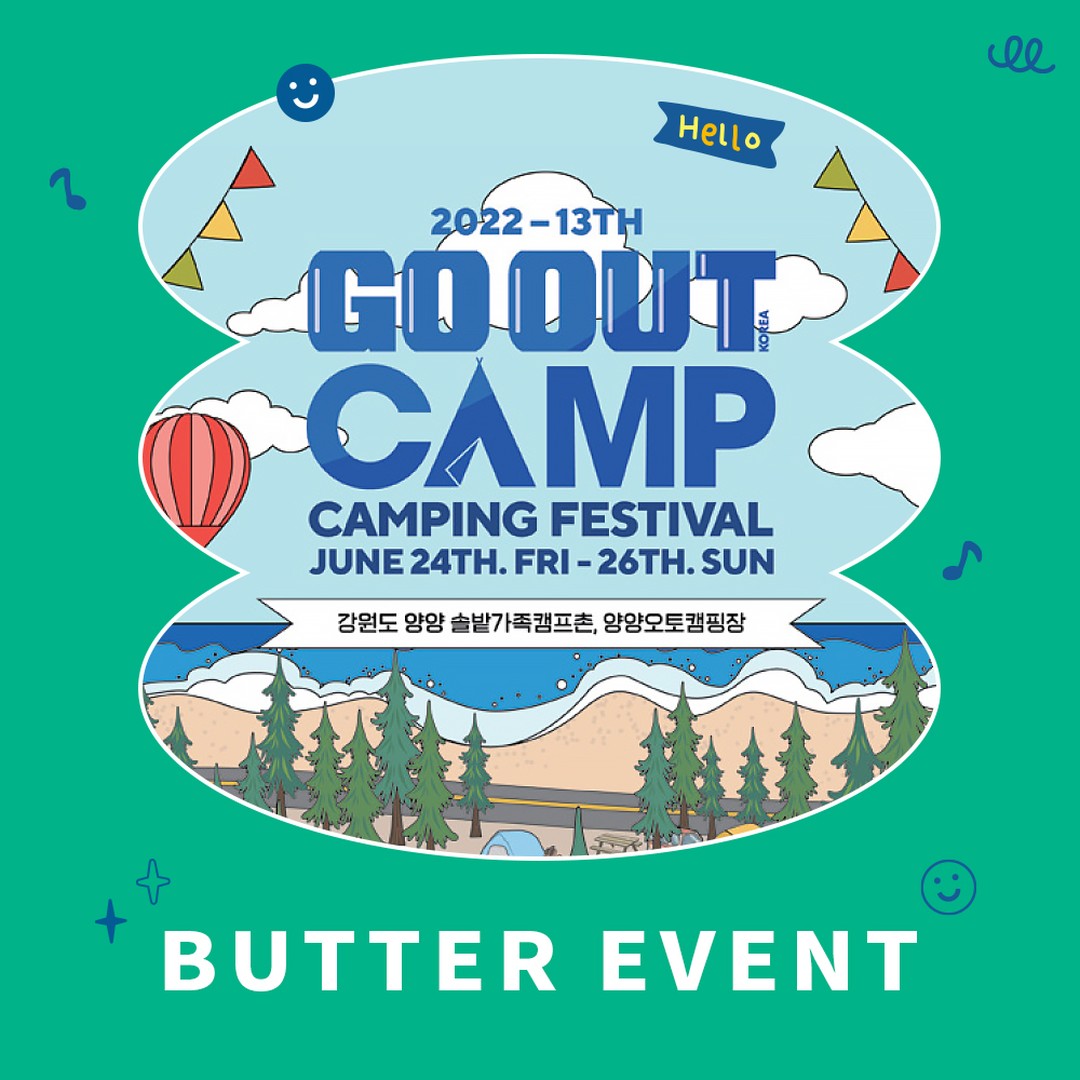 Hello
2022-13TH
GO OUT
KOREA
CAMP
CAMPING FESTIVAL
JUNE 24TH. FRI - 26TH. SUN
강원도 양양 솔밭가족캠프촌, 양양오토캠핑장
BUTTER EVENT